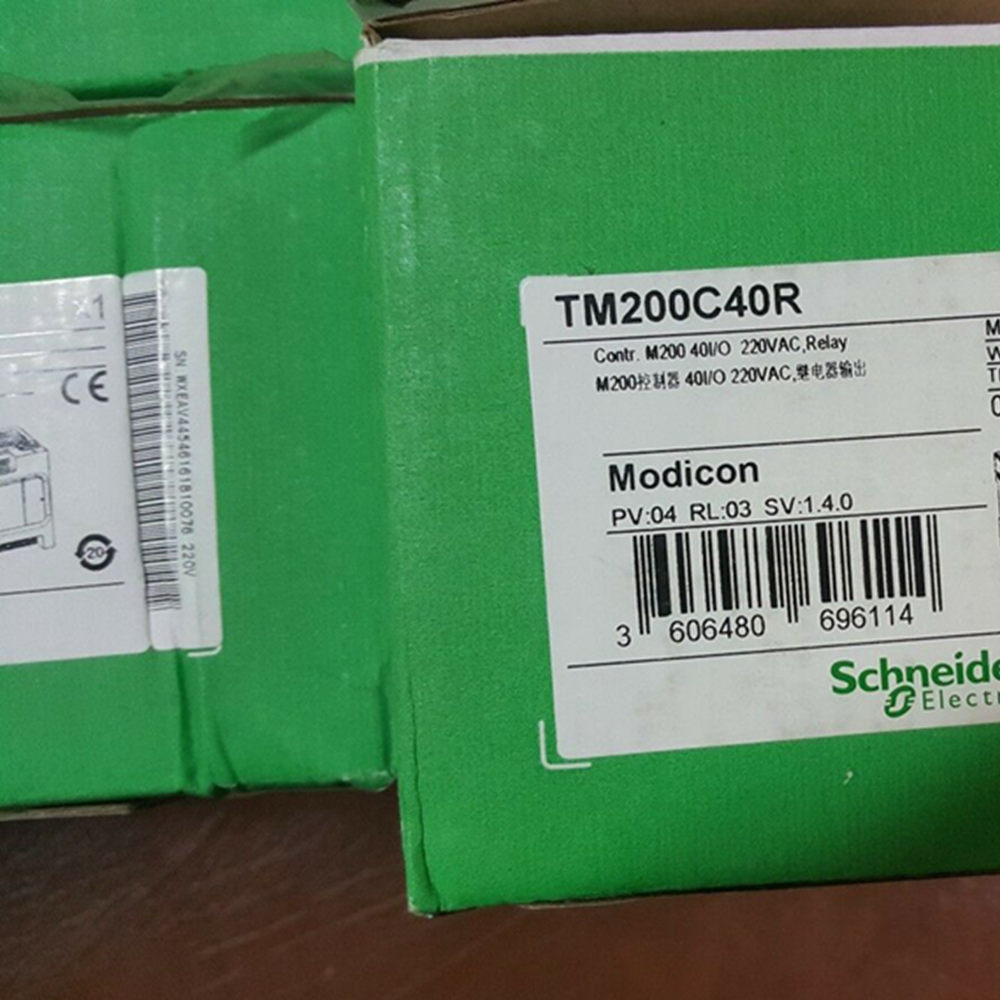 x1
CE
20
SN WXEAV44546161810076 220V
TM200C40R
Contr. M200 40I/O 220VAC,Relay
M200控制器 40I/O 220VAC,继电器输出
Modicon
PV:04 RL:03 SV:1.4.0
3 606480 696114
Schneide
Electr